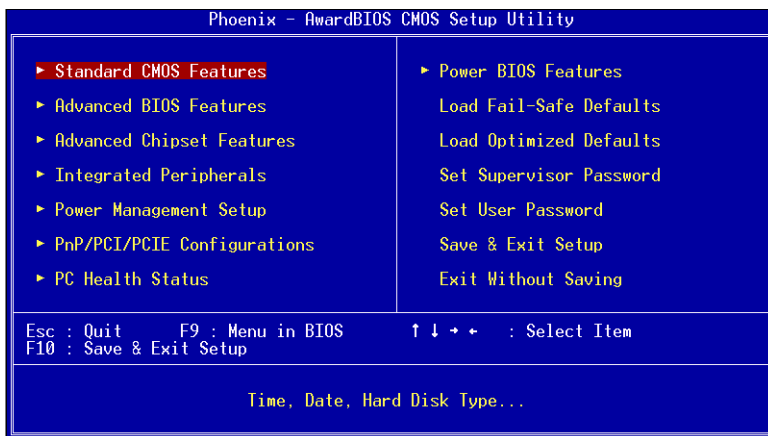 Phoenix - AwardBIOS CMOS Setup Utility
► Standard CMOS Features
► Advanced BIOS Features
► Advanced Chipset Features
► Integrated Peripherals
► Power Management Setup
► PnP/PCI/PCIE Configurations
► PC Health Status
► Power BIOS Features
Load Fail-Safe Defaults
Load Optimized Defaults
Set Supervisor Password
Set User Password
Save & Exit Setup
Exit Without Saving
Esc : Quit F9 : Menu in BIOS ↑ ↓ → ← : Select Item
F10 : Save & Exit Setup
Time, Date, Hard Disk Type...